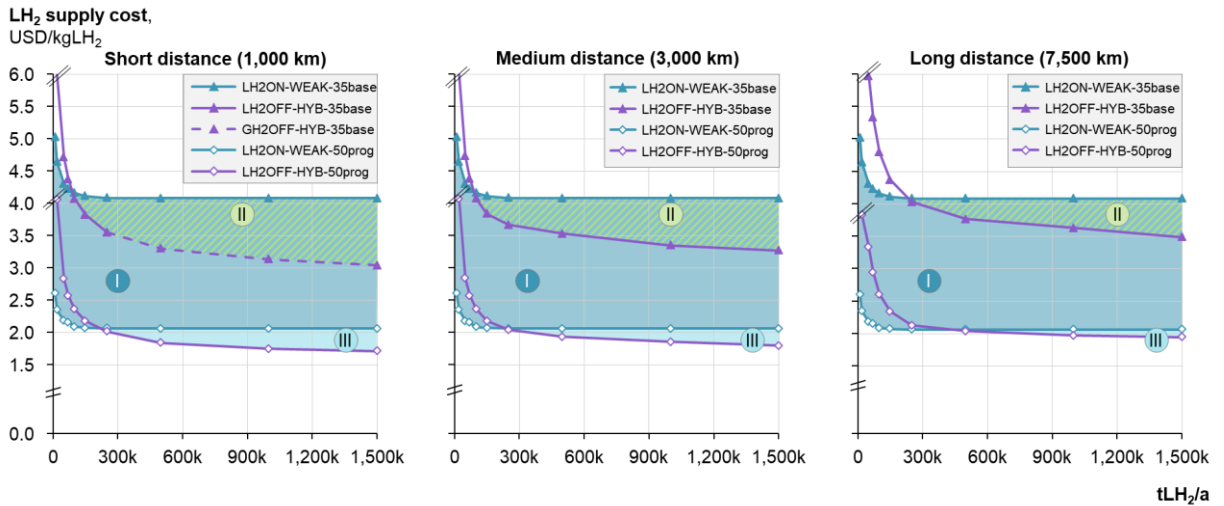 LH₂ supply cost,
USD/kgLH₂
Short distance (1,000 km)
6.0
5.5
5.0
4.5
4.0
3.5
3.0
2.5
2.0
1.5
0.0
LH2ON-WEAK-35base
LH2OFF-HYB-35base
GH2OFF-HYB-35base
LH2ON-WEAK-50prog
LH2OFF-HYB-50prog
II
I
III
0 300k 600k 900k 1,200k 1,500k
Medium distance (3,000 km)
LH2ON-WEAK-35base
LH2OFF-HYB-35base
LH2ON-WEAK-50prog
LH2OFF-HYB-50prog
II
I
III
0 300k 600k 900k 1,200k 1,500k
Long distance (7,500 km)
LH2ON-WEAK-35base
LH2OFF-HYB-35base
LH2ON-WEAK-50prog
LH2OFF-HYB-50prog
II
I
III
0 300k 600k 900k 1,200k 1,500k
tLH₂/a